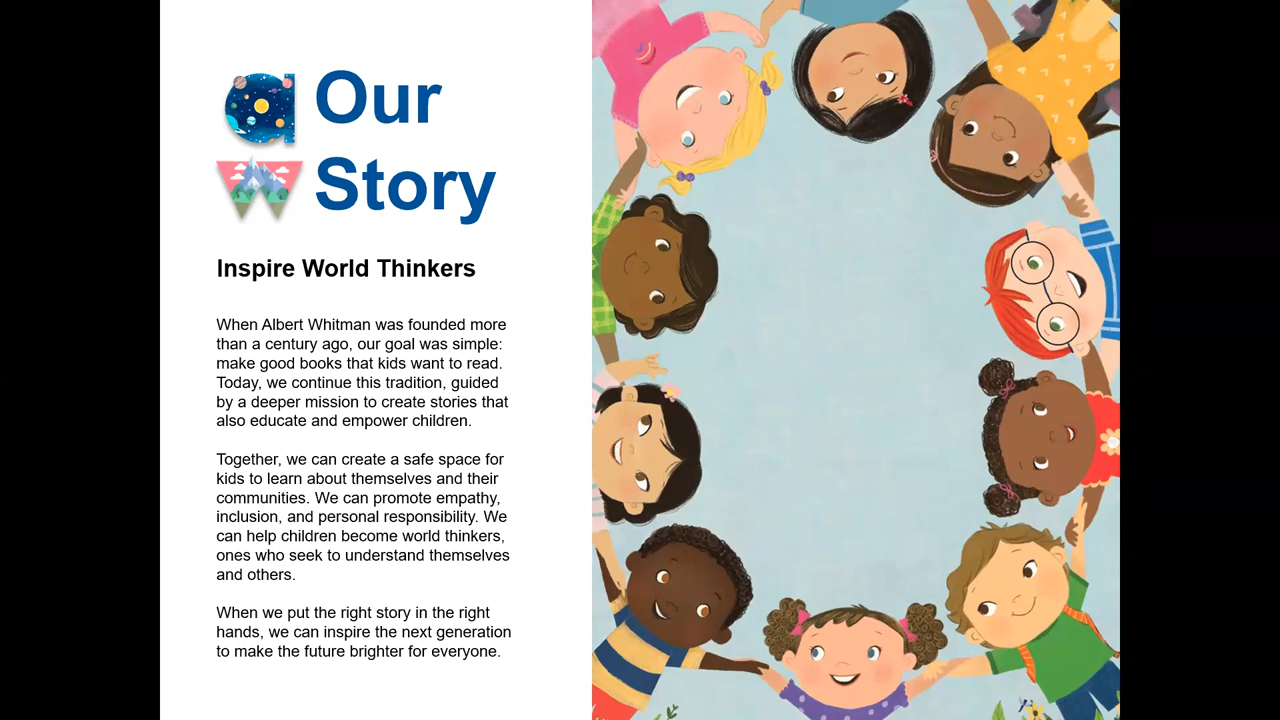 a Our
w Story
Inspire World Thinkers
When Albert Whitman was founded more
than a century ago, our goal was simple:
make good books that kids want to read.
Today, we continue this tradition, guided
by a deeper mission to create stories that
also educate and empower children.
Together, we can create a safe space for
kids to learn about themselves and their
communities. We can promote empathy,
inclusion, and personal responsibility. We
can help children become world thinkers,
ones who seek to understand themselves
and others.
When we put the right story in the right
hands, we can inspire the next generation
to make the future brighter for everyone.